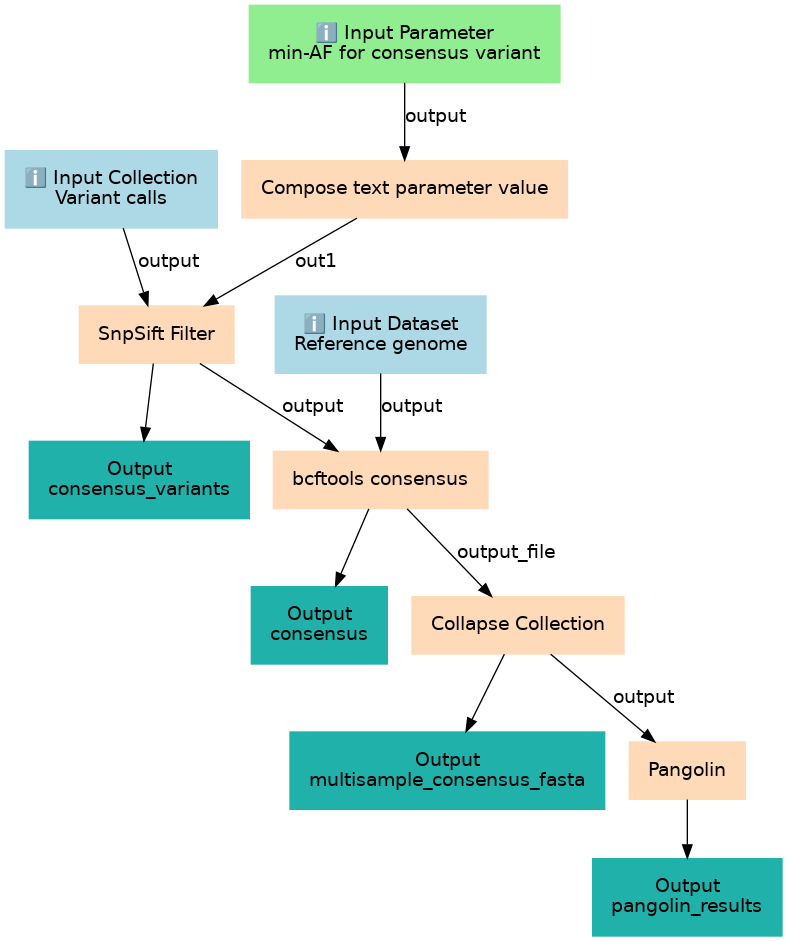 ℹ️ Input Parameter
min-AF for consensus variant
output
ℹ️ Input Collection
Variant calls
Compose text parameter value
output
out1
SnpSift Filter
ℹ️ Input Dataset
Reference genome
output
output
Output
consensus_variants
bcftools consensus
output_file
Output
consensus
Collapse Collection
output
Output
multisample_consensus_fasta
Pangolin
Output
pangolin_results